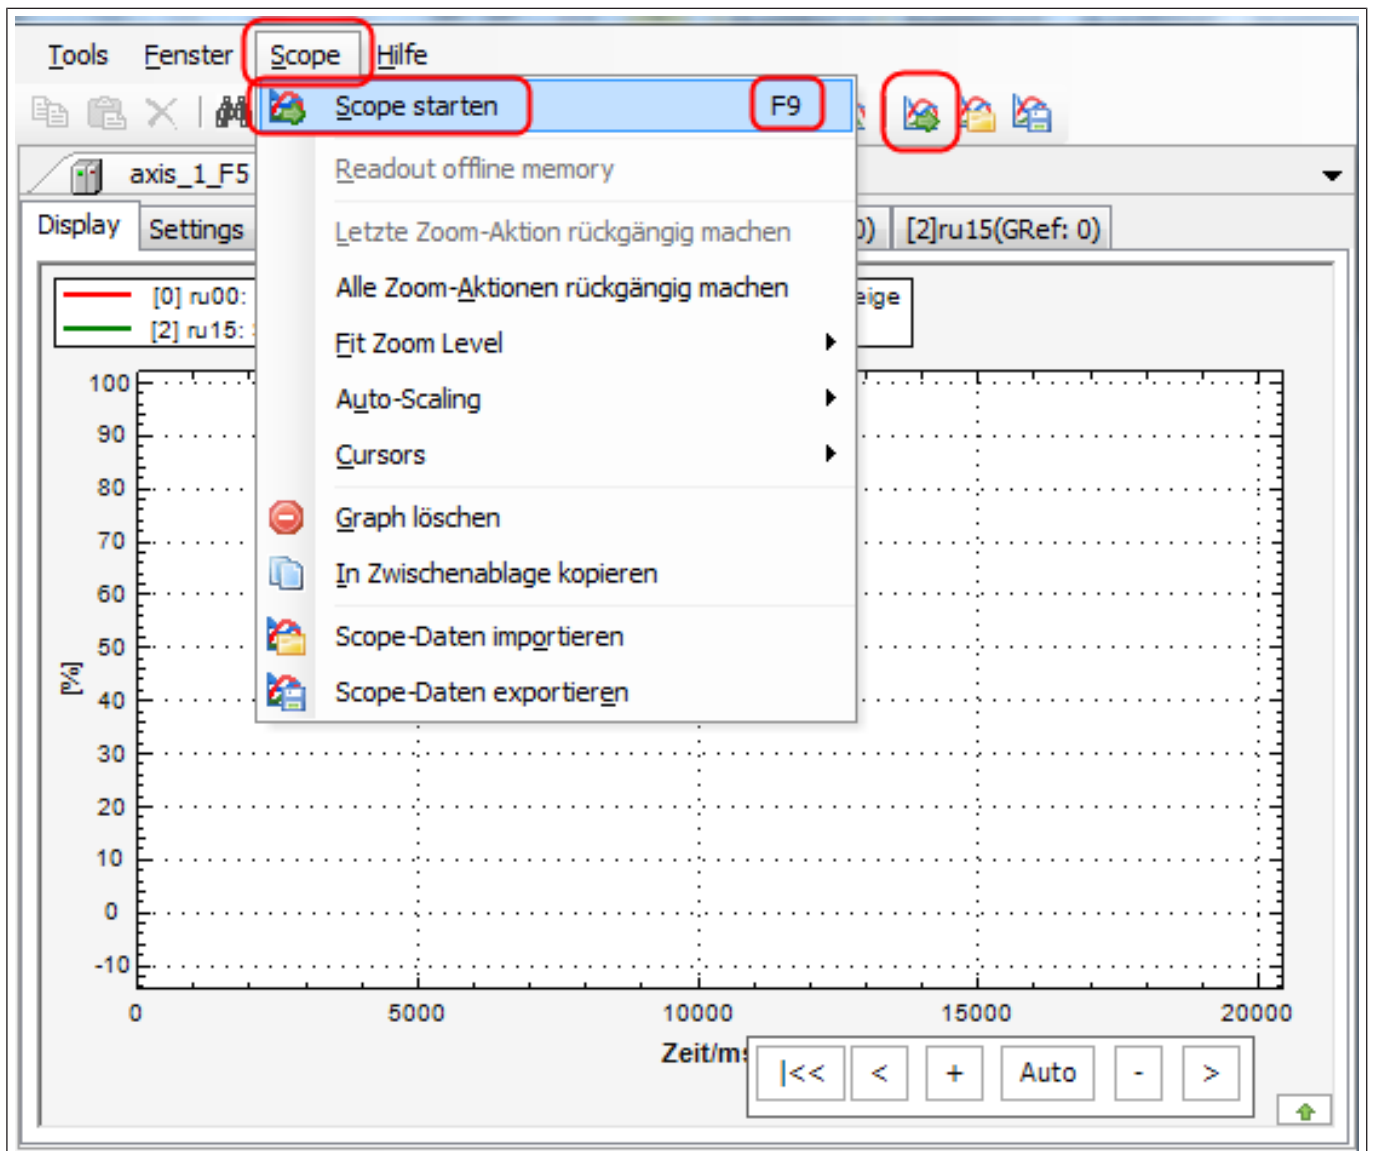 Tools Fenster Scope Hilfe
Scope starten F9
axis_1_F5
Readout offline memory
Display Settings [2]ru15(GRef: 0)
Letzte Zoom-Aktion rückgängig machen
Alle Zoom-Aktionen rückgängig machen
[0] ru00:
[2] ru15:
Fit Zoom Level
Auto-Scaling
Cursors
Graph löschen
In Zwischenablage kopieren
Scope-Daten importieren
Scope-Daten exportieren
100
90
80
70
60
50
40
30
20
10
0
-10
[%]
0 5000 10000 15000 20000
Zeit/ms
|<< < + Auto - >